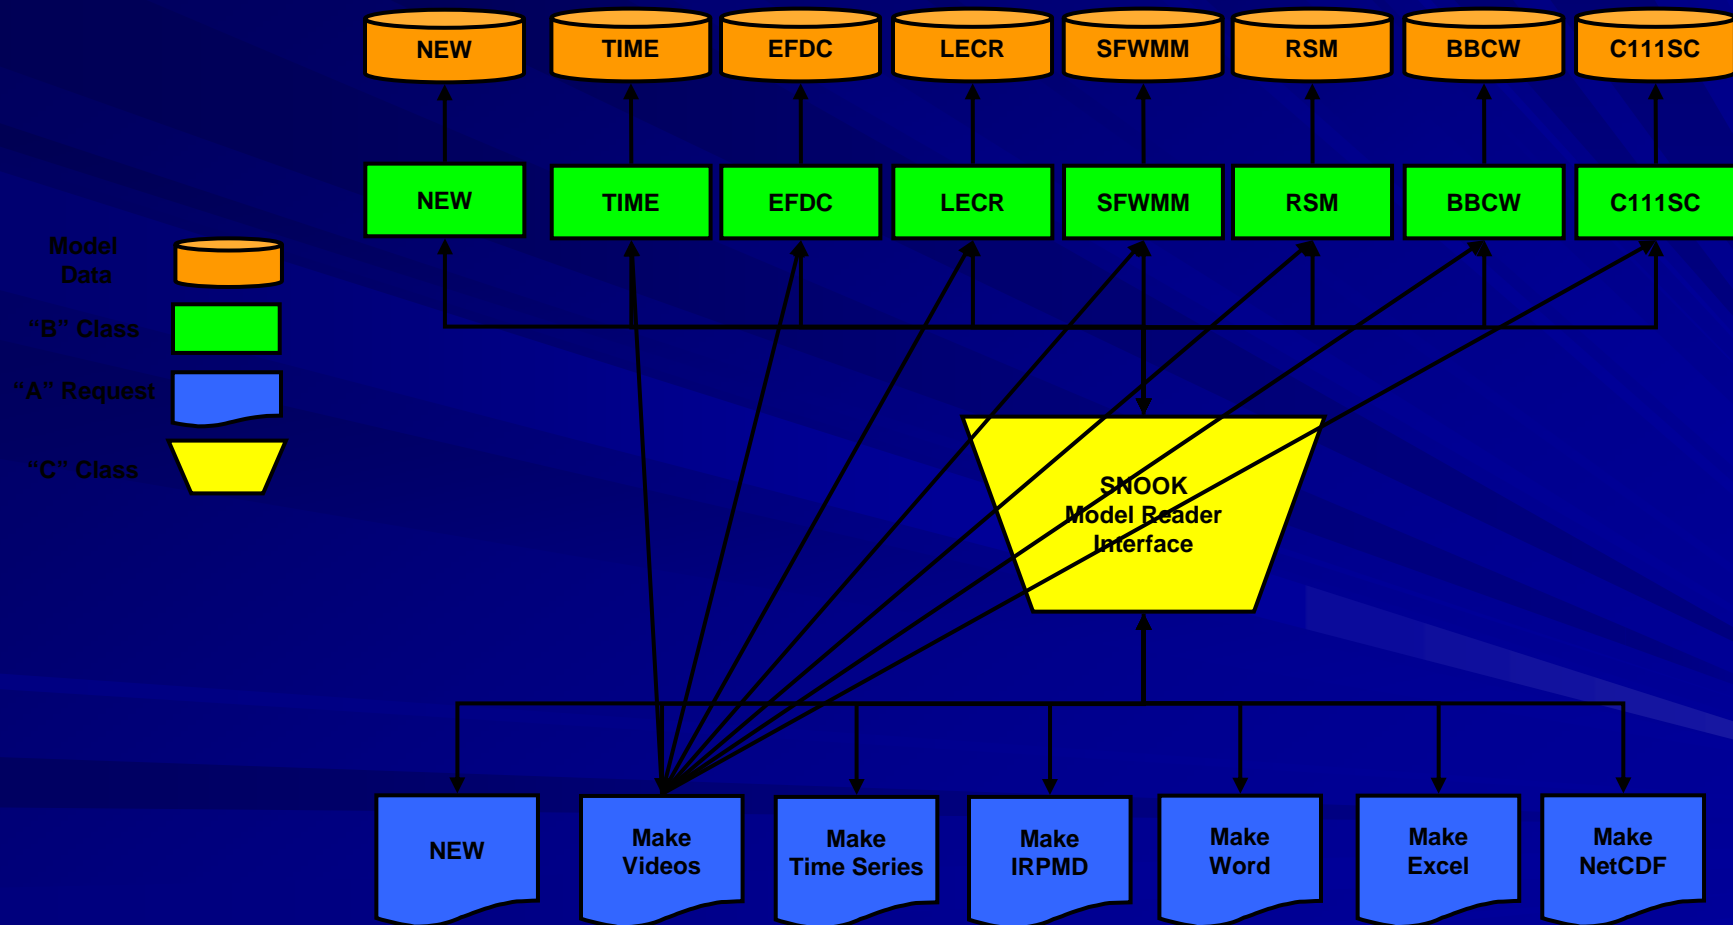 NEW
TIME
EFDC
LECR
SFWMM
RSM
BBCW
C111SC
NEW
TIME
EFDC
LECR
SFWMM
RSM
BBCW
C111SC
Model
Data
“B” Class
“A” Request
“C” Class
SNOOK
Model Reader
Interface
NEW
Make
Videos
Make
Time Series
Make
IRPMD
Make
Word
Make
Excel
Make
NetCDF